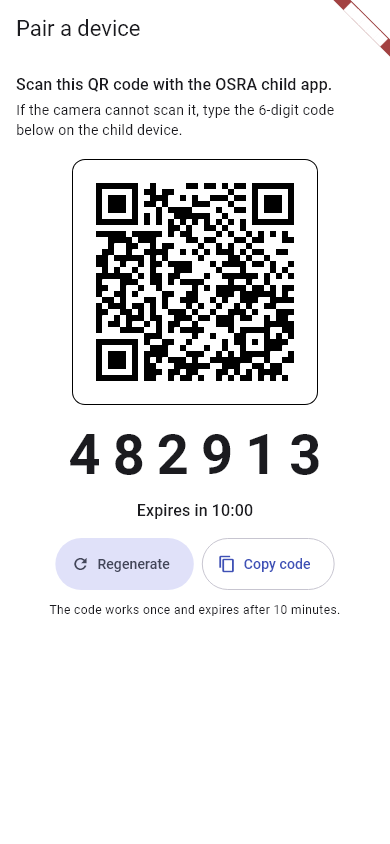 Pair a device
Scan this QR code with the OSRA child app.
If the camera cannot scan it, type the 6-digit code
below on the child device.
482913
Expires in 10:00
Regenerate
Copy code
The code works once and expires after 10 minutes.